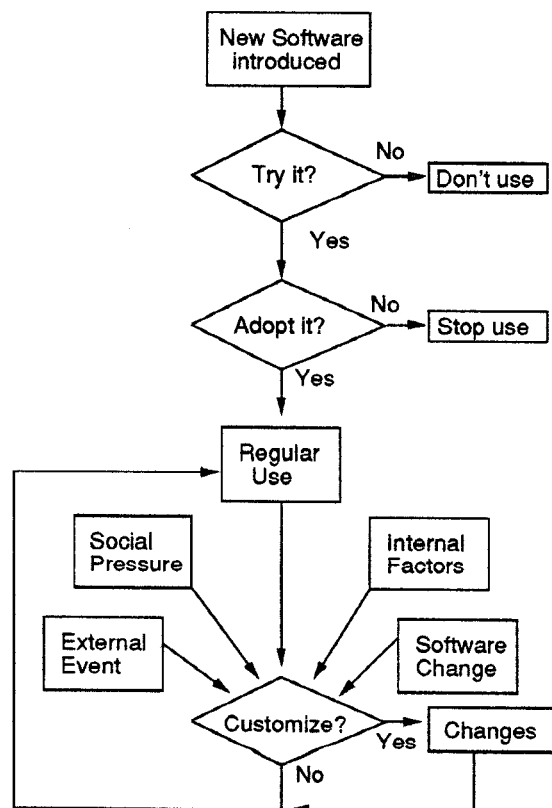 New Software
introduced
Try it?
No
Don't use
Yes
Adopt it?
No
Stop use
Yes
Regular
Use
Social
Pressure
Internal
Factors
External
Event
Software
Change
Customize?
Yes
Changes
No